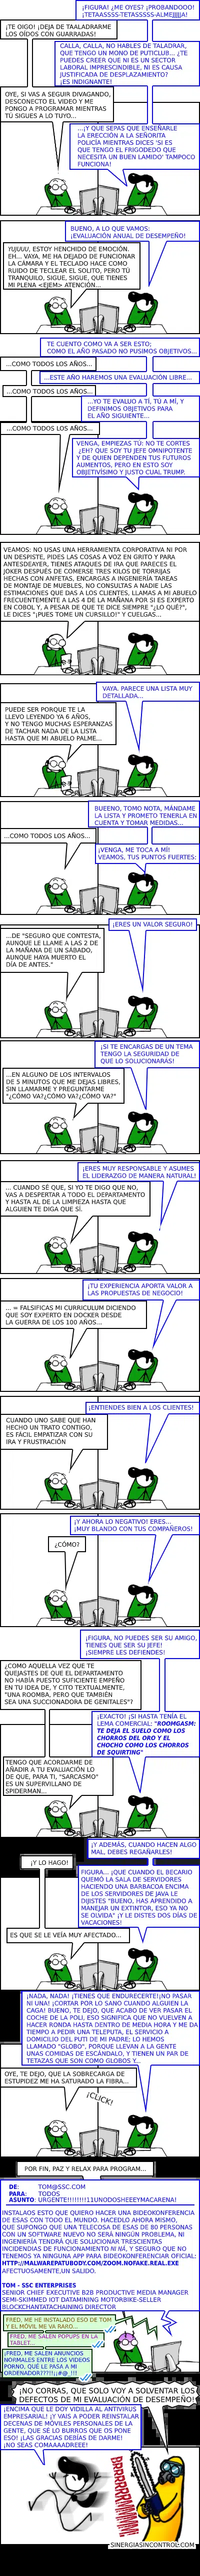 ¡FIGURA! ¿ME OYES? ¡PROBANDOOO!
¡TETAASSSS-TETASSSSS-ALMEJJJJJA!
¡TE OIGO! ¡DEJA DE TAALADRARME
LOS OÍDOS CON GUARRADAS!
CALLA, CALLA, NO HABLES DE TALADRAR,
QUE TENGO UN MONO DE PUTICLUB... ¿TE
PUEDES CREER QUE NI ES UN SECTOR
LABORAL IMPRESCINDIBLE, NI ES CAUSA
JUSTIFICADA DE DESPLAZAMIENTO?
¡ES INDIGNANTE!
OYE, SI VAS A SEGUIR DIVAGANDO,
DESCONECTO EL VIDEO Y ME
PONGO A PROGRAMAR MIENTRAS
TÚ SIGUES A LO TUYO...
...¡Y QUE SEPAS QUE ENSEÑARLE
LA ERECCIÓN A LA SEÑORITA
POLICÍA MIENTRAS DICES 'SI ES
QUE TENGO EL FRIGODEDO QUE
NECESITA UN BUEN LAMIDO' TAMPOCO
FUNCIONA!
BUENO, A LO QUE VAMOS:
¡EVALUACIÓN ANUAL DE DESEMPEÑO!
YUJUUU, ESTOY HENCHIDO DE EMOCIÓN.
EH... VAYA, ME HA DEJADO DE FUNCIONAR
LA CÁMARA Y EL TECLADO HACE COMO
RUIDO DE TECLEAR ÉL SOLITO, PERO TÚ
TRANQUILO, SIGUE, SIGUE, QUE TIENES
MI PLENA <EJEM> ATENCIÓN...
TE CUENTO COMO VA A SER ESTO;
COMO EL AÑO PASADO NO PUSIMOS OBJETIVOS...
...COMO TODOS LOS AÑOS...
...ESTE AÑO HAREMOS UNA EVALUACIÓN LIBRE...
...COMO TODOS LOS AÑOS...
...YO TE EVALUO A TÍ, TÚ A MÍ, Y
DEFINIMOS OBJETIVOS PARA
EL AÑO SIGUIENTE...
...COMO TODOS LOS AÑOS...
VENGA, EMPIEZAS TÚ: NO TE CORTES
¿EH? QUE SOY TU JEFE OMNIPOTENTE
Y DE QUIEN DEPENDEN TUS FUTUROS
AUMENTOS, PERO EN ESTO SOY
OBJETIVÍSIMO Y JUSTO CUAL TRUMP.
VEAMOS: NO USAS UNA HERRAMIENTA CORPORATIVA NI POR
UN DESPISTE, PIDES LAS COSAS A VOZ EN GRITO Y PARA
ANTESDEAYER, TIENES ATAQUES DE IRA QUE PARECES EL
JOKER DESPUÉS DE COMERSE TRES KILOS DE TORRIJAS
HECHAS CON ANFETAS, ENCARGAS A INGENIERÍA TAREAS
DE MONTAJE DE MUEBLES, NO CONSULTAS A NADIE LAS
ESTIMACIONES QUE DAS A LOS CLIENTES, LLAMAS A MI ABUELO
FRECUENTEMENTE A LAS 4 DE LA MAÑANA POR SI ES EXPERTO
EN COBOL Y, A PESAR DE QUE TE DICE SIEMPRE "¿LO QUÉ?",
LE DICES "¡PUES TOME UN CURSILLO!" Y CUELGAS...
VAYA. PARECE UNA LISTA MUY
DETALLADA...
PUEDE SER PORQUE TE LA
LLEVO LEYENDO YA 6 AÑOS,
Y NO TENGO MUCHAS ESPERANZAS
DE TACHAR NADA DE LA LISTA
HASTA QUE MI ABUELO PALME...
BUEENO, TOMO NOTA, MÁNDAME
LA LISTA Y PROMETO TENERLA EN
CUENTA Y TOMAR MEDIDAS...
...COMO TODOS LOS AÑOS...
¡VENGA, ME TOCA A MÍ!
VEAMOS, TUS PUNTOS FUERTES:
¡ERES UN VALOR SEGURO!
...DE "SEGURO QUE CONTESTA,
AUNQUE LE LLAME A LAS 2 DE
LA MAÑANA DE UN SÁBADO,
AUNQUE HAYA MUERTO EL
DÍA DE ANTES."
¡SI TE ENCARGAS DE UN TEMA
TENGO LA SEGURIDAD DE
QUE LO SOLUCIONARÁS!
...EN ALGUNO DE LOS INTERVALOS
DE 5 MINUTOS QUE ME DEJAS LIBRES,
SIN LLAMARME Y PREGUNTARME
"¿CÓMO VA?¿CÓMO VA?¿CÓMO VA?"
¡ERES MUY RESPONSABLE Y ASUMES
EL LIDERAZGO DE MANERA NATURAL!
... CUANDO SÉ QUE, SI YO TE DIGO QUE NO,
VAS A DESPERTAR A TODO EL DEPARTAMENTO
Y HASTA AL DE LA LIMPIEZA HASTA QUE
ALGUIEN TE DIGA QUE SÍ.
¡TU EXPERIENCIA APORTA VALOR A
LAS PROPUESTAS DE NEGOCIO!
... = FALSIFICAS MI CURRICULUM DICIENDO
QUE SOY EXPERTO EN DOCKER DESDE
LA GUERRA DE LOS 100 AÑOS...
¡ENTIENDES BIEN A LOS CLIENTES!
CUANDO UNO SABE QUE HAN
HECHO UN TRATO CONTIGO,
ES FÁCIL EMPATIZAR CON SU
IRA Y FRUSTRACIÓN
¡Y AHORA LO NEGATIVO! ERES...
¡MUY BLANDO CON TUS COMPAÑEROS!
¿CÓMO?
¡FIGURA, NO PUEDES SER SU AMIGO,
TIENES QUE SER SU JEFE!
¡SIEMPRE LES DEFIENDES!
¿COMO AQUELLA VEZ QUE TE
QUEJASTES DE QUE EL DEPARTAMENTO
NO HABÍA PUESTO SUFICIENTE EMPEÑO
EN TU IDEA DE, Y CITO TEXTUALMENTE,
"UNA ROOMBA, PERO QUE TAMBIÉN
SEA UNA SUCCIONADORA DE GENITALES"?
¡EXACTO! ¡SI HASTA TENÍA EL
LEMA COMERCIAL: "ROOMGASM:
TE DEJA EL SUELO COMO LOS
CHORROS DEL ORO Y EL
CHOCHO COMO LOS CHORROS
DE SQUIRTING"
TENGO QUE ACORDARME DE
AÑADIR A TU EVALUACIÓN LO
DE QUE, PARA TI, "SARCASMO"
ES UN SUPERVILLANO DE
SPIDERMAN...
¡Y ADEMÁS, CUANDO HACEN ALGO
MAL, DEBES REGAÑARLES!
¡Y LO HAGO!
FIGURA... ¡QUE CUANDO EL BECARIO
QUEMÓ LA SALA DE SERVIDORES
HACIENDO UNA BARBACOA ENCIMA
DE LOS SERVIDORES DE JAVA LE
DIJISTES "BUENO, HAS APRENDIDO A
MANEJAR UN EXTINTOR, ESO YA NO
SE OLVIDA" ¡Y LE DISTES DOS DÍAS DE
VACACIONES!
ES QUE SE LE VEÍA MUY AFECTADO...
¡NADA, NADA! ¡TIENES QUE ENDURECERTE!¡NO PASAR
NI UNA! ¡CORTAR POR LO SANO CUANDO ALGUIEN LA
CAGA! BUENO, TE DEJO, QUE ACABO DE VER PASAR EL
COCHE DE LA POLI, ESO SIGNIFICA QUE NO VUELVEN A
HACER RONDA HASTA DENTRO DE MEDIA HORA Y ME DA
TIEMPO A PEDIR UNA TELEPUTA, EL SERVICIO A
DOMICILIO DEL PUTI DE MI PADRE; LO HEMOS
LLAMADO "GLOBO", PORQUE LLEVAN A LA GENTE
UNAS COMIDAS DE ESCÁNDALO, Y TIENEN UN PAR DE
TETAZAS QUE SON COMO GLOBOS Y...
OYE, TE DEJO, QUE LA SOBRECARGA DE
ESTUPIDEZ MI HA SATURADO LA FIBRA...
¡CLICK!
POR FIN, PAZ Y RELAX PARA PROGRAM...
DE: TOM@SSC.COM
PARA: TODOS
ASUNTO: URGENTE!!!!!!!!11UNODOSHEEEYMACARENA!
INSTALAOS ESTO QUE QUIERO HACER UNA BIDEOKONFERENCIA
DE ESAS CON TODO EL MUNDO. HACEDLO AHORA MISMO,
QUE SUPONGO QUE UNA TELECOSA DE ESAS DE 80 PERSONAS
CON UN SOFTWARE NUEVO NO SERÁ NINGÚN PROBLEMA, NI
INGENIERÍA TENDRÁ QUE SOLUCIONAR TRESCIENTAS
INCIDENCIAS DE FUNCIONAMIENTO NI NÁ, Y SEGURO QUE NO
TENEMOS YA NINGUNA APP PARA BIDEOKONFERENCIAR OFICIAL:
HTTP://MALWAREPATUBODY.COM/ZOOM.NOFAKE.REAL.EXE
AFECTUOSAMENTE,UN SALIDO.
TOM - SSC ENTERPRISES
SENIOR CHIEF EXECUTIVE B2B PRODUCTIVE MEDIA MANAGER
SEMI-SKIMMED IOT DATAMINING MOTORBIKE-SELLER
BLOCKCHANTATACHAINING DIRECTOR
FRED, ME HE INSTALADO ESO DE TOM
Y EL MÓVIL ME VA RARO...
FRED, ME SALEN POPUPS EN LA
TABLET...
¡FRED, ME SALEN ANUNCIOS
NORMALES ENTRE LOS VIDEOS
PORNO, QUÉ LE PASA A MI
ORDENADOR????!¡#@ !!!
¡NO CORRAS, QUE SOLO VOY A SOLVENTAR LOS
DEFECTOS DE MI EVALUACIÓN DE DESEMPEÑO!
¡ENCIMA QUE LE DOY VIDILLA AL ANTIVIRUS
EMPRESARIAL! ¡Y VAIS A PODER REINSTALAR
DECENAS DE MÓVILES PERSONALES DE LA
GENTE, QUE SÉ LO BURROS QUE OS PONE
ESO! ¡LAS GRACIAS DEBÍAS DE DARME!
¡NO SEAS COMAAAADREEE!
SINERGIASINCONTROL.COM